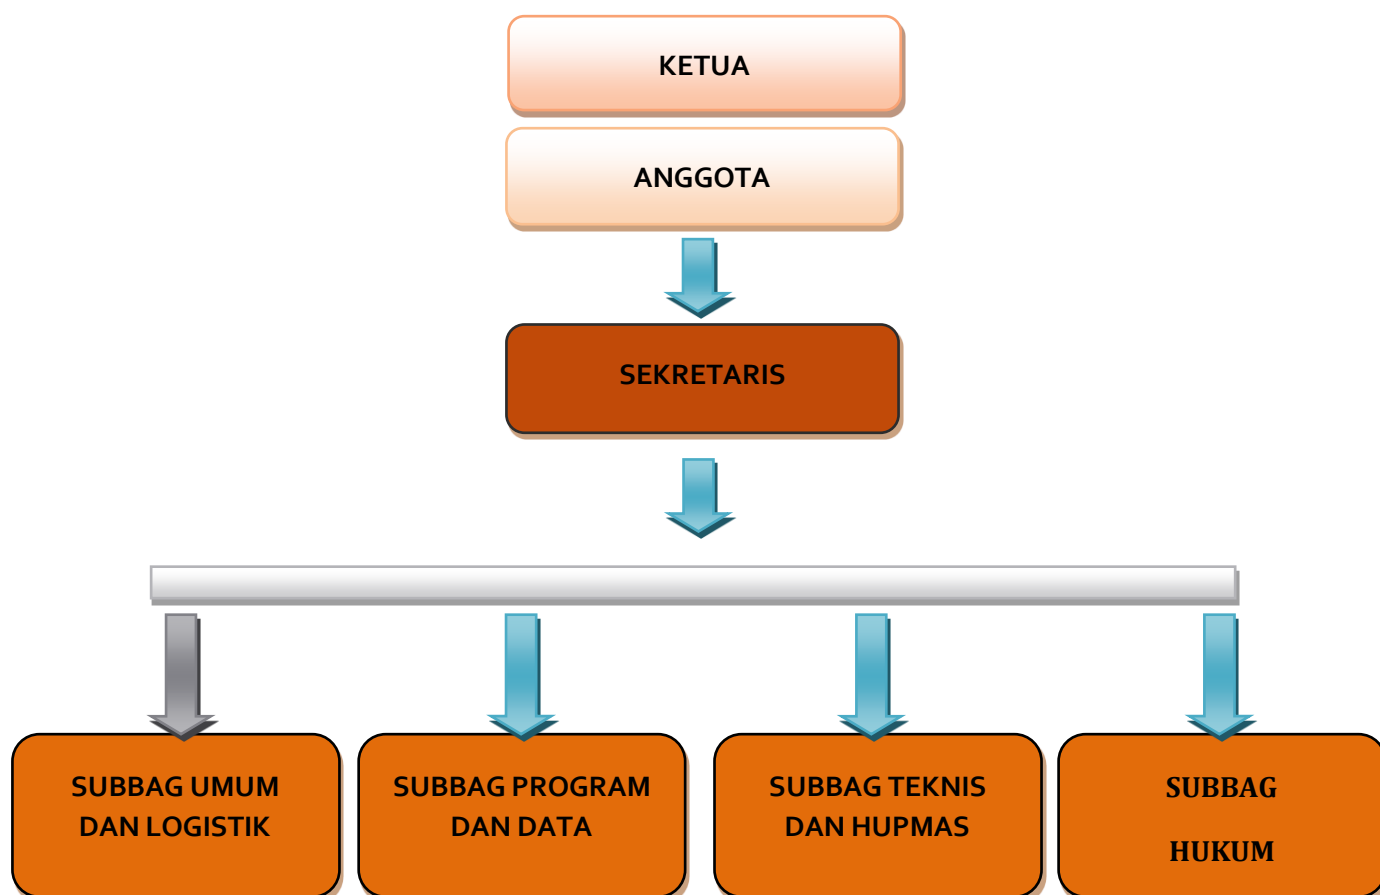 KETUA
ANGGOTA
SEKRETARIS
SUBBAG UMUM
DAN LOGISTIK
SUBBAG PROGRAM
DAN DATA
SUBBAG TEKNIS
DAN HUPMAS
SUBBAG
HUKUM